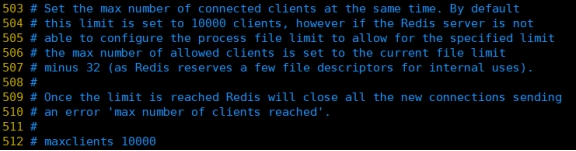 503 # Set the max number of connected clients at the same time. By default
504 # this limit is set to 10000 clients, however if the Redis server is not
505 # able to configure the process file limit to allow for the specified limit
506 # the max number of allowed clients is set to the current file limit
507 # minus 32 (as Redis reserves a few file descriptors for internal uses).
508 #
509 # Once the limit is reached Redis will close all the new connections sending
510 # an error 'max number of clients reached'.
511 #
512 # maxclients 10000